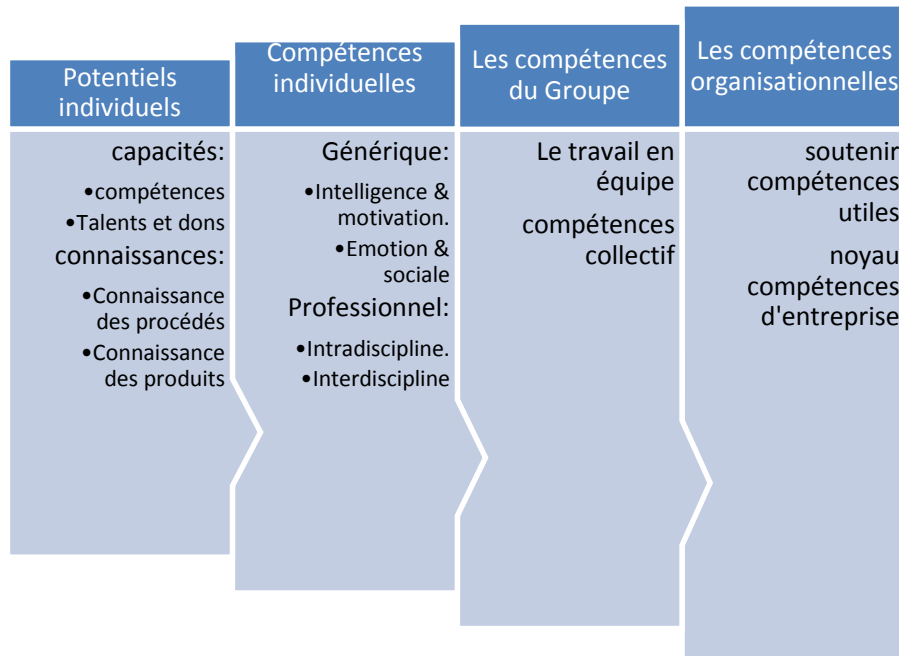 Potentiels
individuels
capacités:
•compétences
•Talents et dons
connaissances:
•Connaissance
des procédés
•Connaissance
des produits
Compétences
individuelles
Générique:
•Intelligence &
motivation.
•Emotion &
sociale
Professionnel:
•Intradiscipline.
•Interdiscipline
Les compétences
du Groupe
Le travail en
équipe
compétences
collectif
Les compétences
organisationnelles
soutenir
compétences
utiles
noyau
compétences
d'entreprise